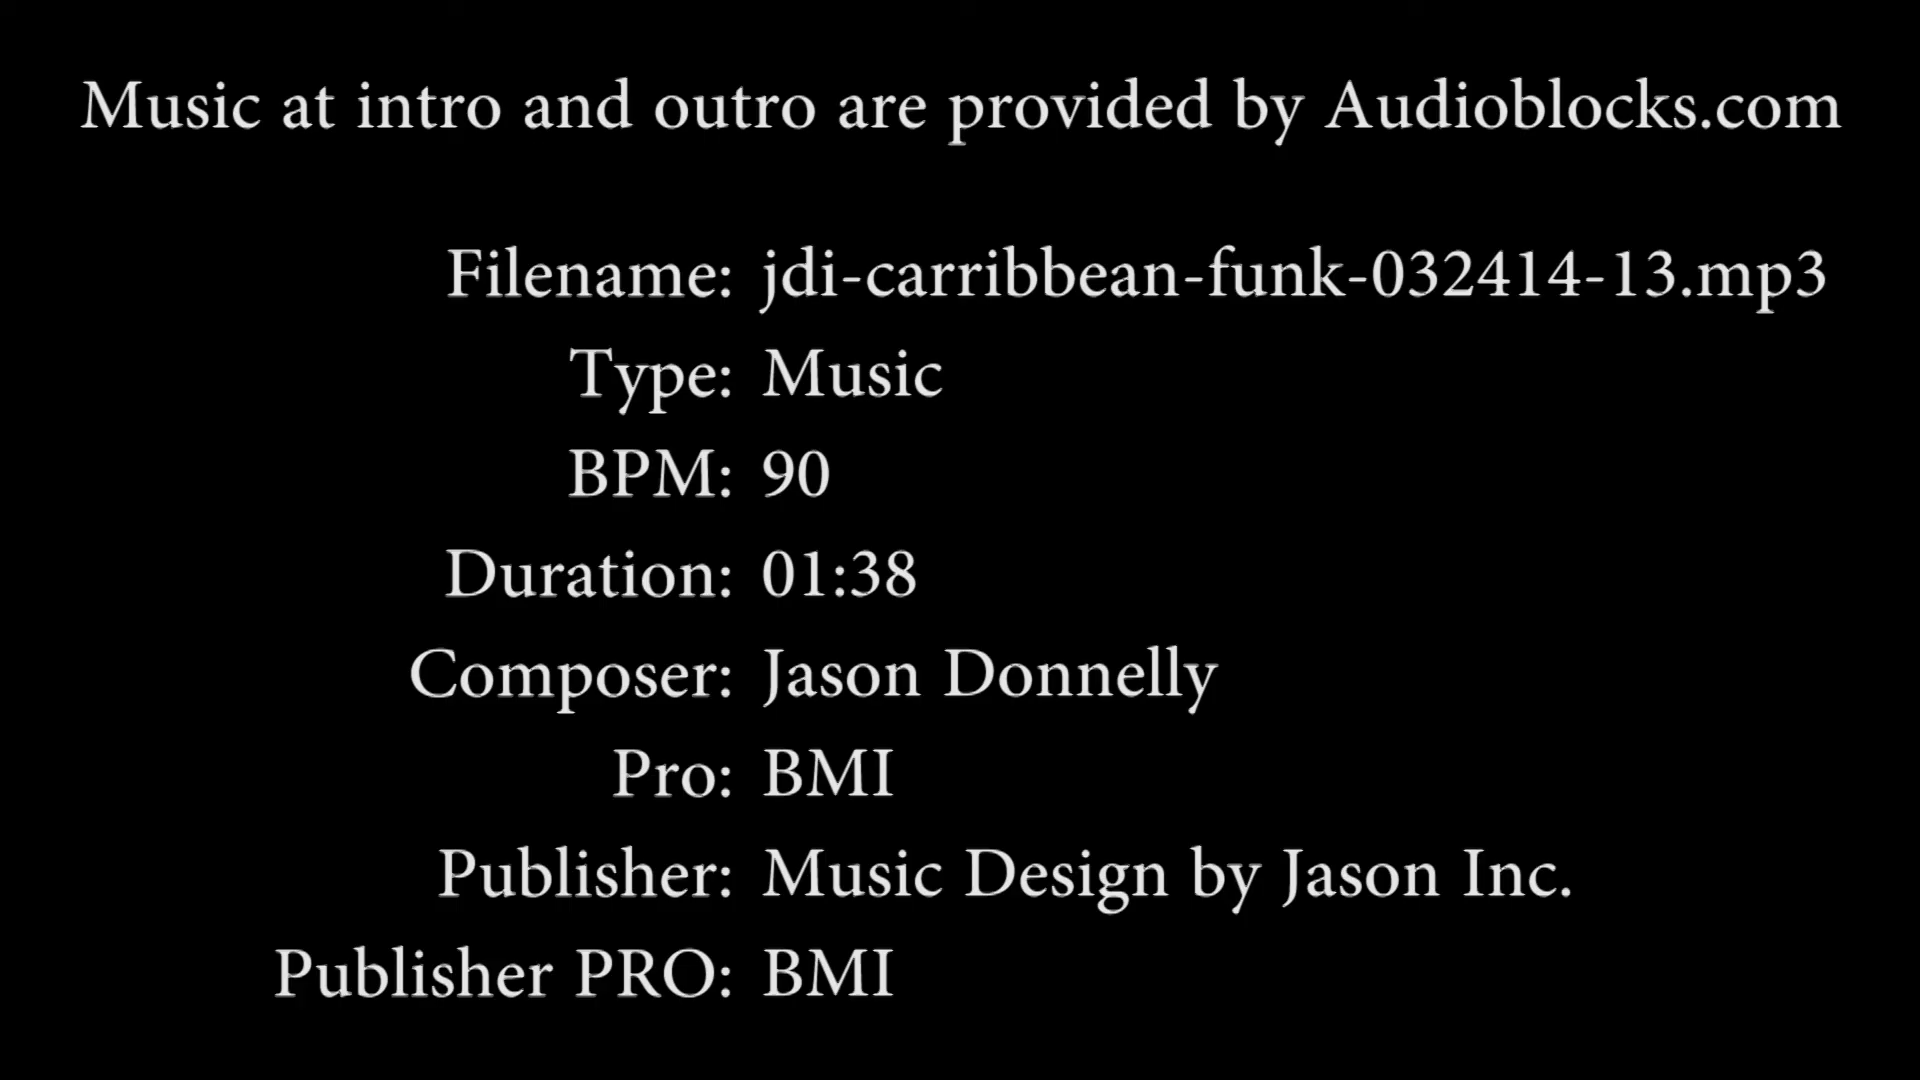 Music at intro and outro are provided by Audioblocks.com
Filename: jdi-carribbean-funk-032414-13.mp3
Type: Music
BPM: 90
Duration: 01:38
Composer: Jason Donnelly
Pro: BMI
Publisher: Music Design by Jason Inc.
Publisher PRO: BMI